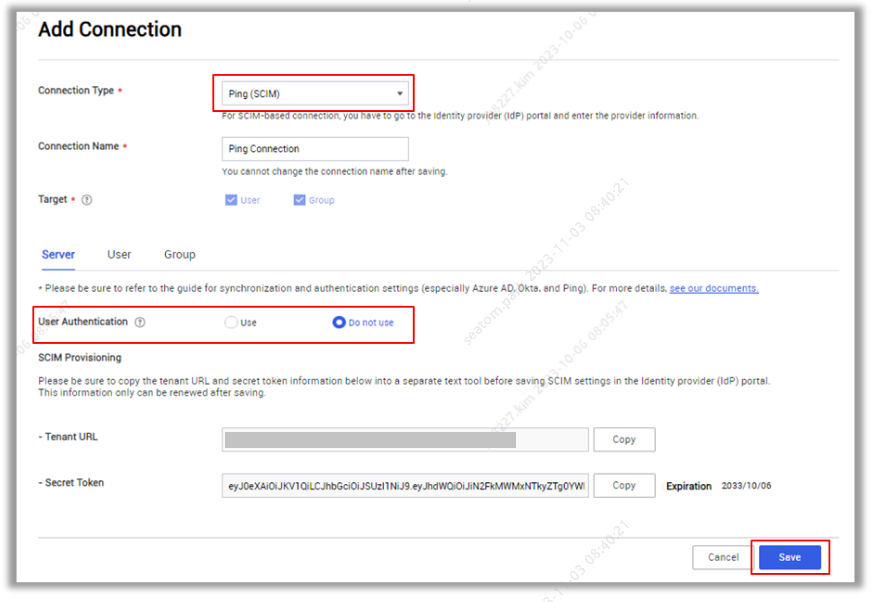 Add Connection
Connection Type *
Ping (SCIM)
For SCIM-based connection, you have to go to the Identity provider (IdP) portal and enter the provider information.
Connection Name *
Ping Connection
You cannot change the connection name after saving.
Target * ?
User Group
Server User Group
* Please be sure to refer to the guide for synchronization and authentication settings (especially Azure AD, Okta, and Ping). For more details, see our documents.
User Authentication ? Use Do not use
SCIM Provisioning
Please be sure to copy the tenant URL and secret token information below into a separate text tool before saving SCIM settings in the Identity provider (IdP) portal.
This information only can be renewed after saving.
- Tenant URL
Copy
- Secret Token
Copy
Expiration 2033/10/06
Cancel Save